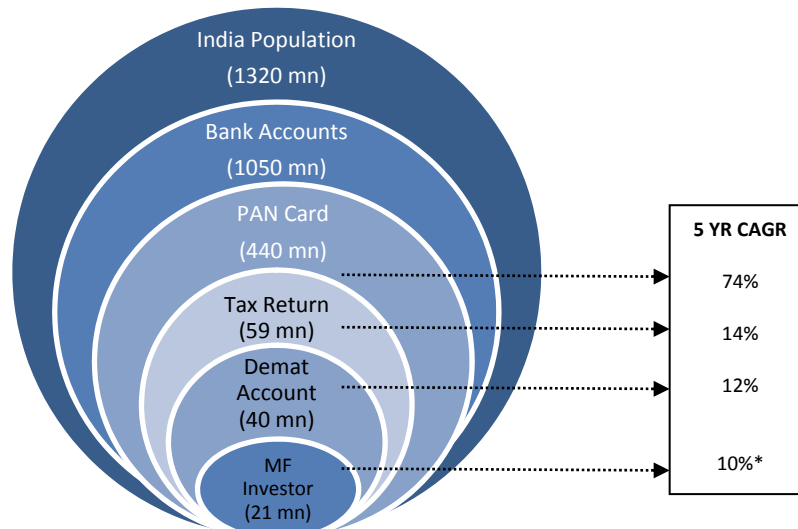 India Population
(1320 mn)
Bank Accounts
(1050 mn)
PAN Card
(440 mn)
Tax Return
(59 mn)
Demat
Account
(40 mn)
MF
Investor
(21 mn)
5 YR CAGR
74%
14%
12%
10%*